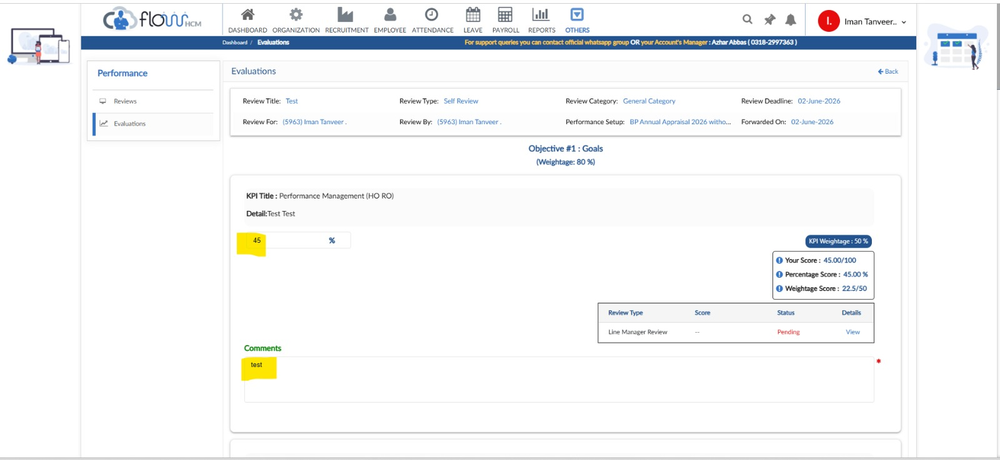 flowHCM
DASHBOARD ORGANIZATION RECRUITMENT EMPLOYEE ATTENDANCE LEAVE PAYROLL REPORTS OTHERS
I. Iman Tanveer..
Dashboard / Evaluations
For support queries you can contact official whatsapp group OR your Account's Manager : Azhar Abbas ( 0318-2997363 )
Performance
Reviews
Evaluations
Evaluations
Back
Review Title: Test Review Type: Self Review Review Category: General Category Review Deadline: 02-June-2026
Review For: (5963) Iman Tanveer . Review By: (5963) Iman Tanveer . Performance Setup: BP Annual Appraisal 2026 witho... Forwarded On: 02-June-2026
Objective #1 : Goals
(Weightage: 80 %)
KPI Title : Performance Management (HO RO)
Detail:Test Test
45 %
KPI Weightage : 50 %
Your Score : 45.00/100
Percentage Score : 45.00 %
Weightage Score : 22.5/50
Review Type Score Status Details
Line Manager Review -- Pending View
Comments
test
*